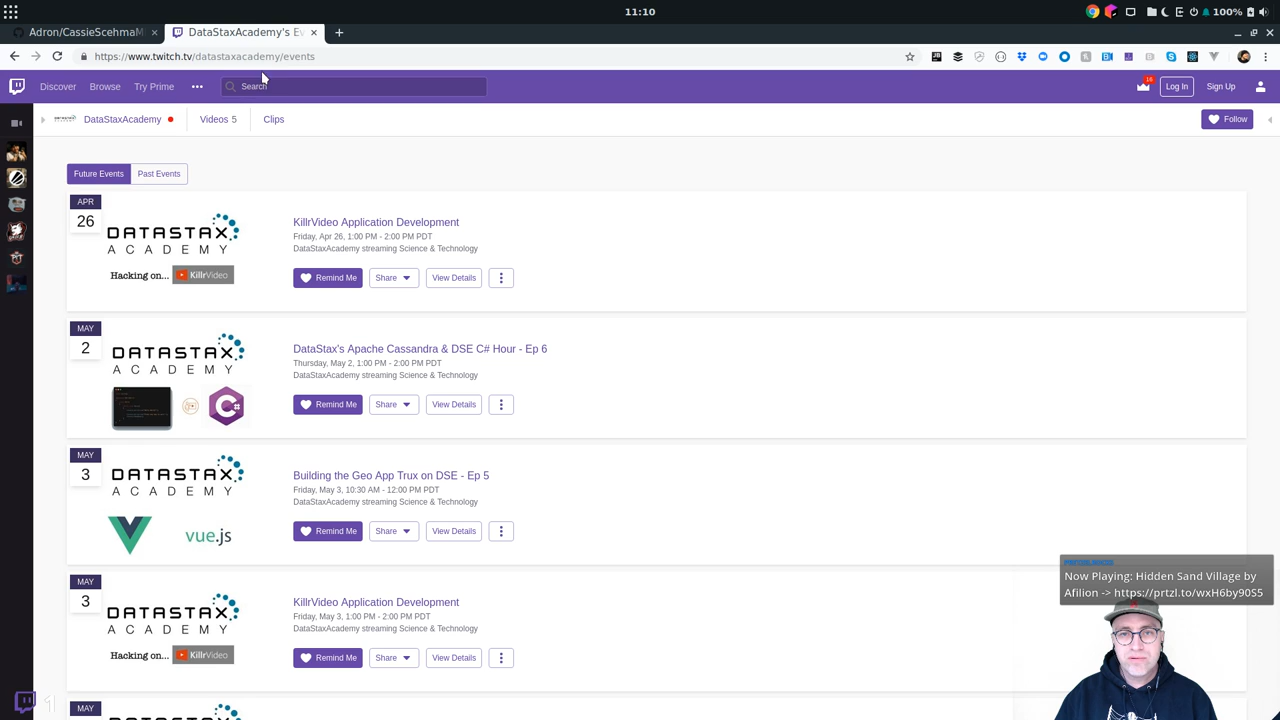 11:10
100%
Adron/CassieScehmaM
DataStaxAcademy's Ev
https://www.twitch.tv/datastaxacademy/events
Discover
Browse
Try Prime
Search
16
Log In
Sign Up
DataStaxAcademy
Videos 5
Clips
Follow
Future Events
Past Events
APR
26
DATASTAX
ACADEMY
Hacking on...
KillrVideo
KillrVideo Application Development
Friday, Apr 26, 1:00 PM - 2:00 PM PDT
DataStaxAcademy streaming Science & Technology
Remind Me
Share
View Details
MAY
2
DATASTAX
ACADEMY
C#
DataStax's Apache Cassandra & DSE C# Hour - Ep 6
Thursday, May 2, 1:00 PM - 2:00 PM PDT
DataStaxAcademy streaming Science & Technology
Remind Me
Share
View Details
MAY
3
DATASTAX
ACADEMY
vue.js
Building the Geo App Trux on DSE - Ep 5
Friday, May 3, 10:30 AM - 12:00 PM PDT
DataStaxAcademy streaming Science & Technology
Remind Me
Share
View Details
MAY
3
DATASTAX
ACADEMY
Hacking on...
KillrVideo
KillrVideo Application Development
Friday, May 3, 1:00 PM - 2:00 PM PDT
DataStaxAcademy streaming Science & Technology
Remind Me
Share
View Details
MAY
Now Playing: Hidden Sand Village by
Afilion -> https://prtzl.to/wxH6by90S5
1